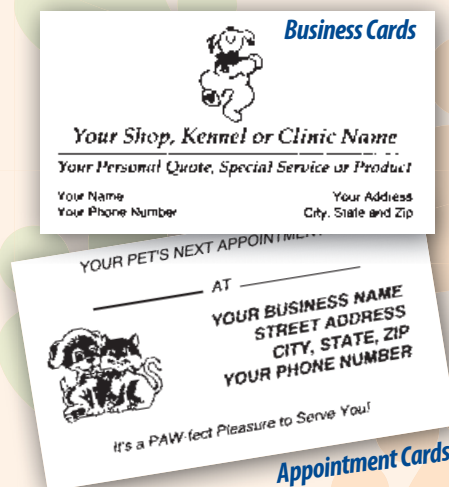 Business Cards
Your Shop, Kennel or Clinic Name
Your Personal Quote, Special Service or Product
Your Name
Your Phone Number
Your Address
City, State and Zip
YOUR PET'S NEXT
AT
YOUR BUSINESS NAME
STREET ADDRESS
CITY, STATE, ZIP
YOUR PHONE NUMBER
It's a PAW-fect Pleasure to Serve You!
Appointment Cards